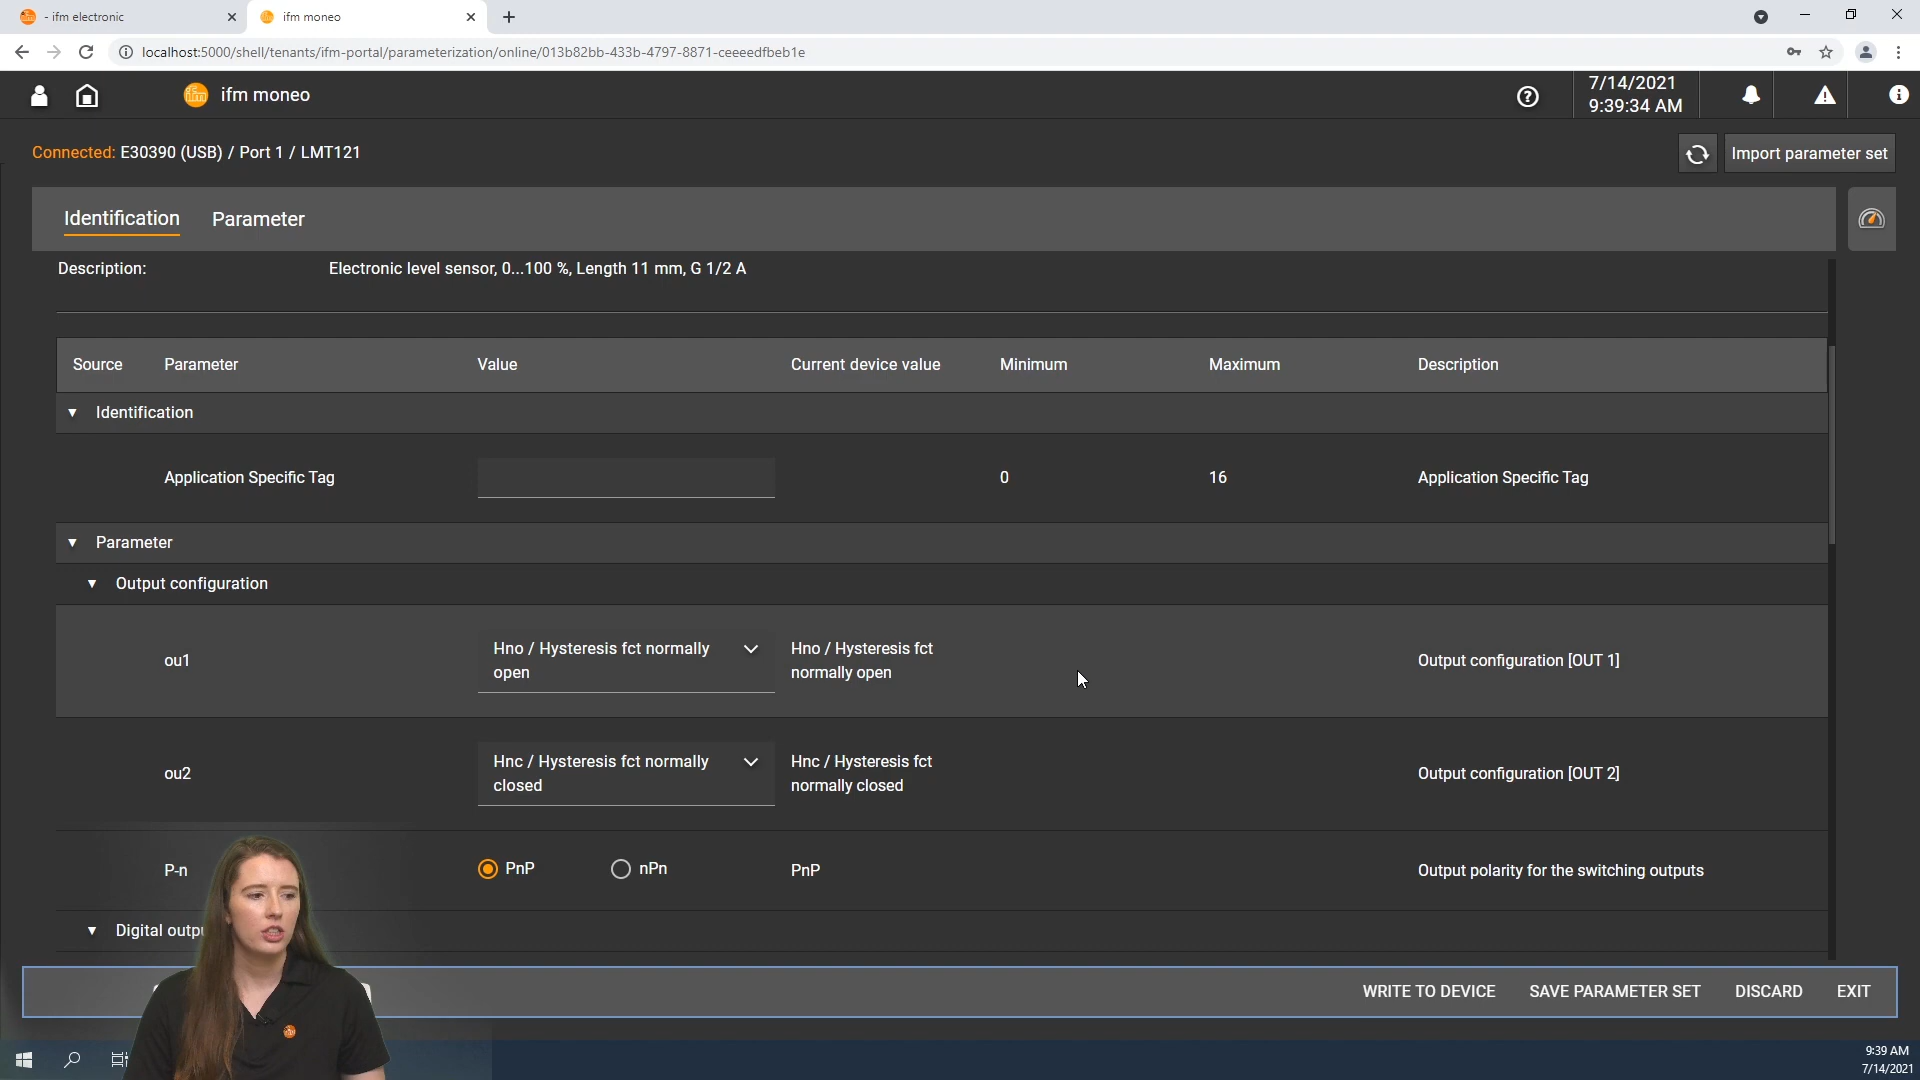 - ifm electronic
ifm moneo
localhost:5000/shell/tenants/ifm-portal/parameterization/online/013b82bb-433b-4797-8871-ceeeedfbeb1e
ifm
ifm moneo
7/14/2021
9:39:34 AM
Connected: E30390 (USB) / Port 1 / LMT121
Import parameter set
Identification Parameter
Description: Electronic level sensor, 0...100 %, Length 11 mm, G 1/2 A
Source Parameter Value Current device value Minimum Maximum Description
Identification
Application Specific Tag 0 16 Application Specific Tag
Parameter
Output configuration
ou1 Hno / Hysteresis fct normally open Hno / Hysteresis fct normally open Output configuration [OUT 1]
ou2 Hnc / Hysteresis fct normally closed Hnc / Hysteresis fct normally closed Output configuration [OUT 2]
P-n PnP nPn PnP Output polarity for the switching outputs
Digital outpu
WRITE TO DEVICE SAVE PARAMETER SET DISCARD EXIT
9:39 AM
7/14/2021